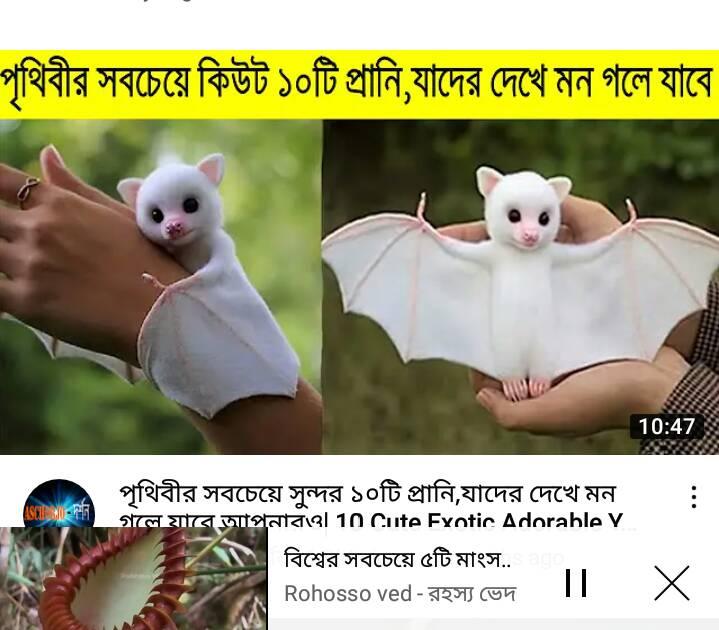 পৃথিবীর সবচেয়ে কিউট ১০টি প্রানি,যাদের দেখে মন গলে যাবে
10:47
পৃথিবীর সবচেয়ে সুন্দর ১০টি প্রানি,যাদের দেখে মন
গলে যাবে আপনারও| 10 Cute Exotic Adorable Y...
বিশ্বের সবচেয়ে ৫টি মাংস..
s ago
Rohosso ved - রহস্য ভেদ